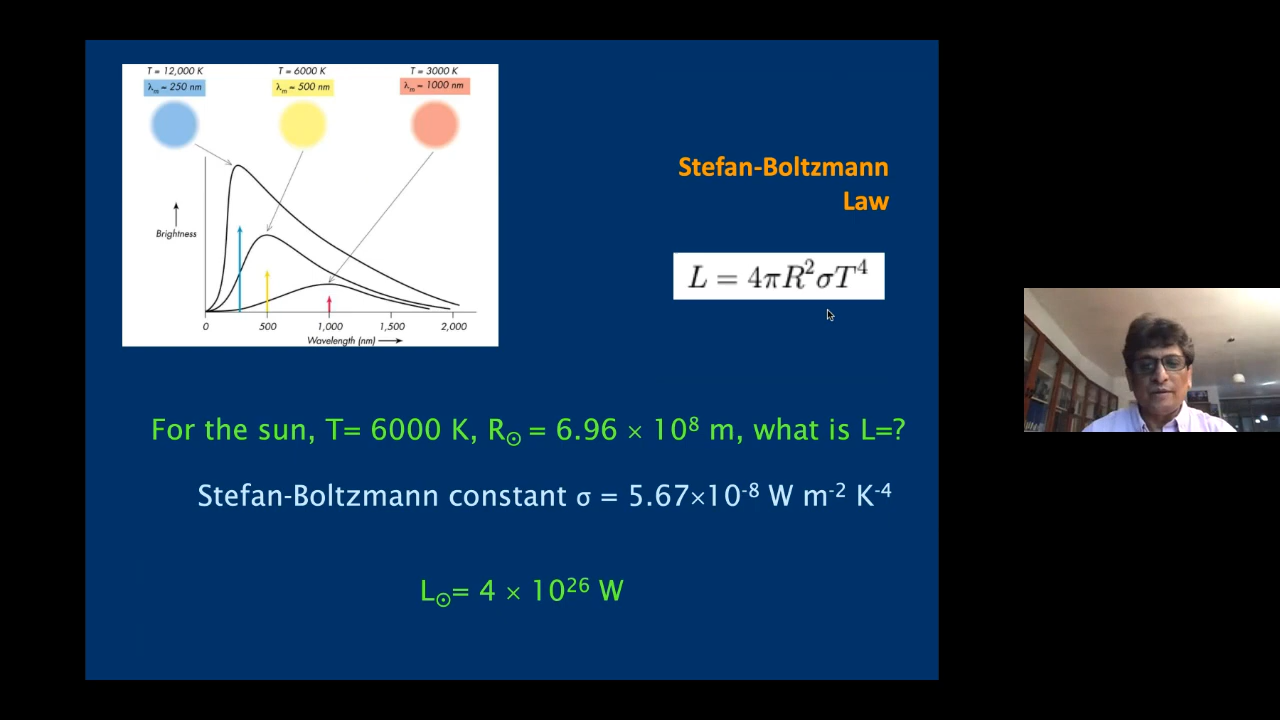 T = 12,000 K
T = 6000 K
T = 3000 K
λm ≈ 250 nm
λm ≈ 500 nm
λm ≈ 1000 nm
Brightness
0 500 1,000 1,500 2,000
Wavelength (nm)
Stefan-Boltzmann
Law
L = 4πR²σT⁴
For the sun, T= 6000 K, R☉ = 6.96 × 10⁸ m, what is L=?
Stefan-Boltzmann constant σ = 5.67×10⁻⁸ W m⁻² K⁻⁴
L☉= 4 × 10²⁶ W